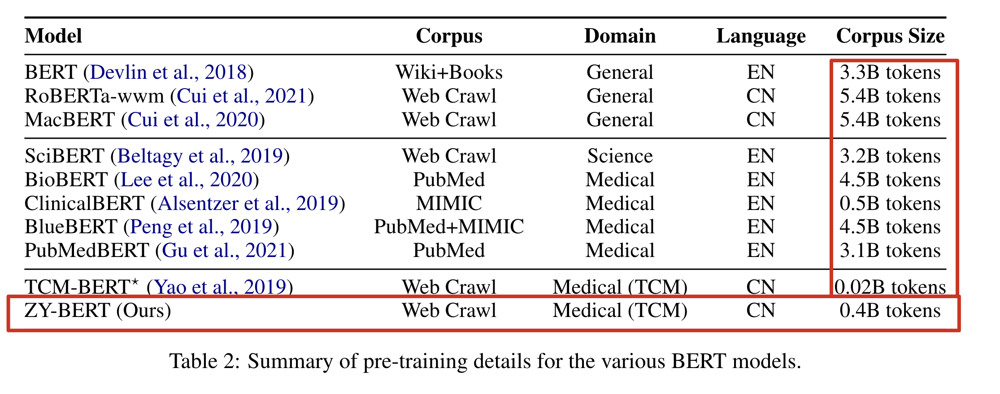 Model Corpus Domain Language Corpus Size
BERT (Devlin et al., 2018) Wiki+Books General EN 3.3B tokens
RoBERTa-wwm (Cui et al., 2021) Web Crawl General CN 5.4B tokens
MacBERT (Cui et al., 2020) Web Crawl General CN 5.4B tokens
SciBERT (Beltagy et al., 2019) Web Crawl Science EN 3.2B tokens
BioBERT (Lee et al., 2020) PubMed Medical EN 4.5B tokens
ClinicalBERT (Alsentzer et al., 2019) MIMIC Medical EN 0.5B tokens
BlueBERT (Peng et al., 2019) PubMed+MIMIC Medical EN 4.5B tokens
PubMedBERT (Gu et al., 2021) PubMed Medical EN 3.1B tokens
TCM-BERT* (Yao et al., 2019) Web Crawl Medical (TCM) CN 0.02B tokens
ZY-BERT (Ours) Web Crawl Medical (TCM) CN 0.4B tokens
Table 2: Summary of pre-training details for the various BERT models.